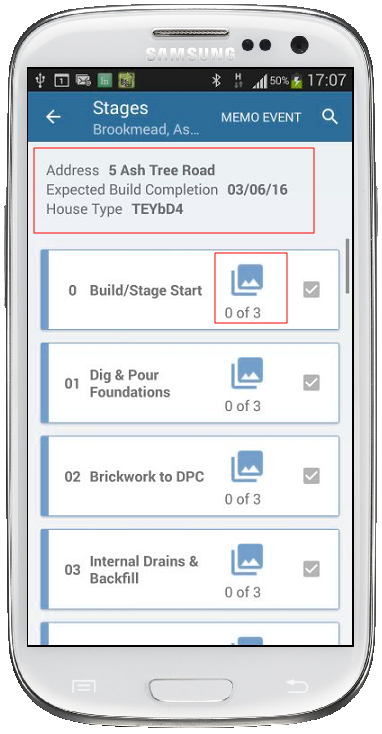 SAMSUNG
1
H
50%
17:07
Stages
Brookmead, As...
MEMO EVENT
Address 5 Ash Tree Road
Expected Build Completion 03/06/16
House Type TEYbD4
0 Build/Stage Start
0 of 3
01 Dig & Pour
Foundations
0 of 3
02 Brickwork to DPC
0 of 3
03 Internal Drains &
Backfill
0 of 3